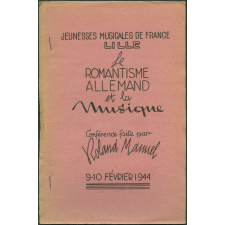 JEUNESSES MUSICALES DE FRANCE
LILLE
Le
ROMANTISME
ALLEMAND
et la
Musique
Conférence faite par
Roland Manuel
9-10 FÉVRIER 1944